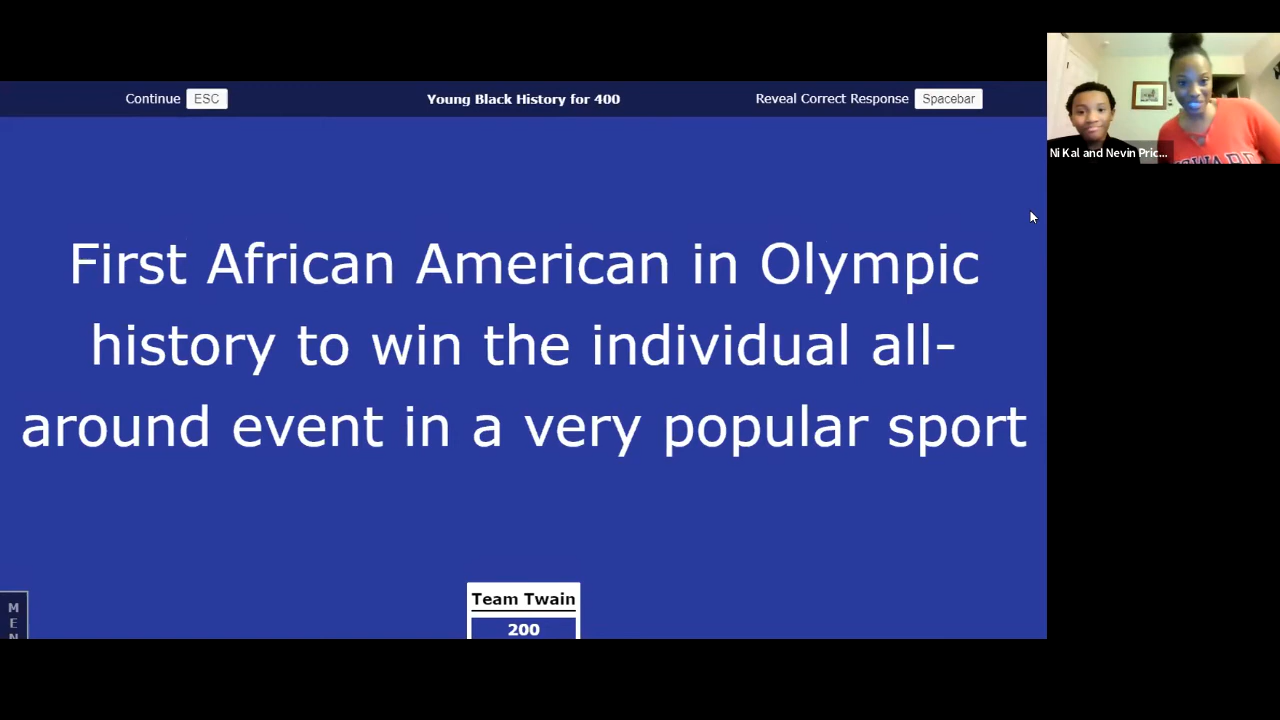 Continue ESC
Young Black History for 400
Reveal Correct Response Spacebar
First African American in Olympic
history to win the individual all-
around event in a very popular sport
Ni Kal and Nevin Pric...
Team Twain
200
M
E
N